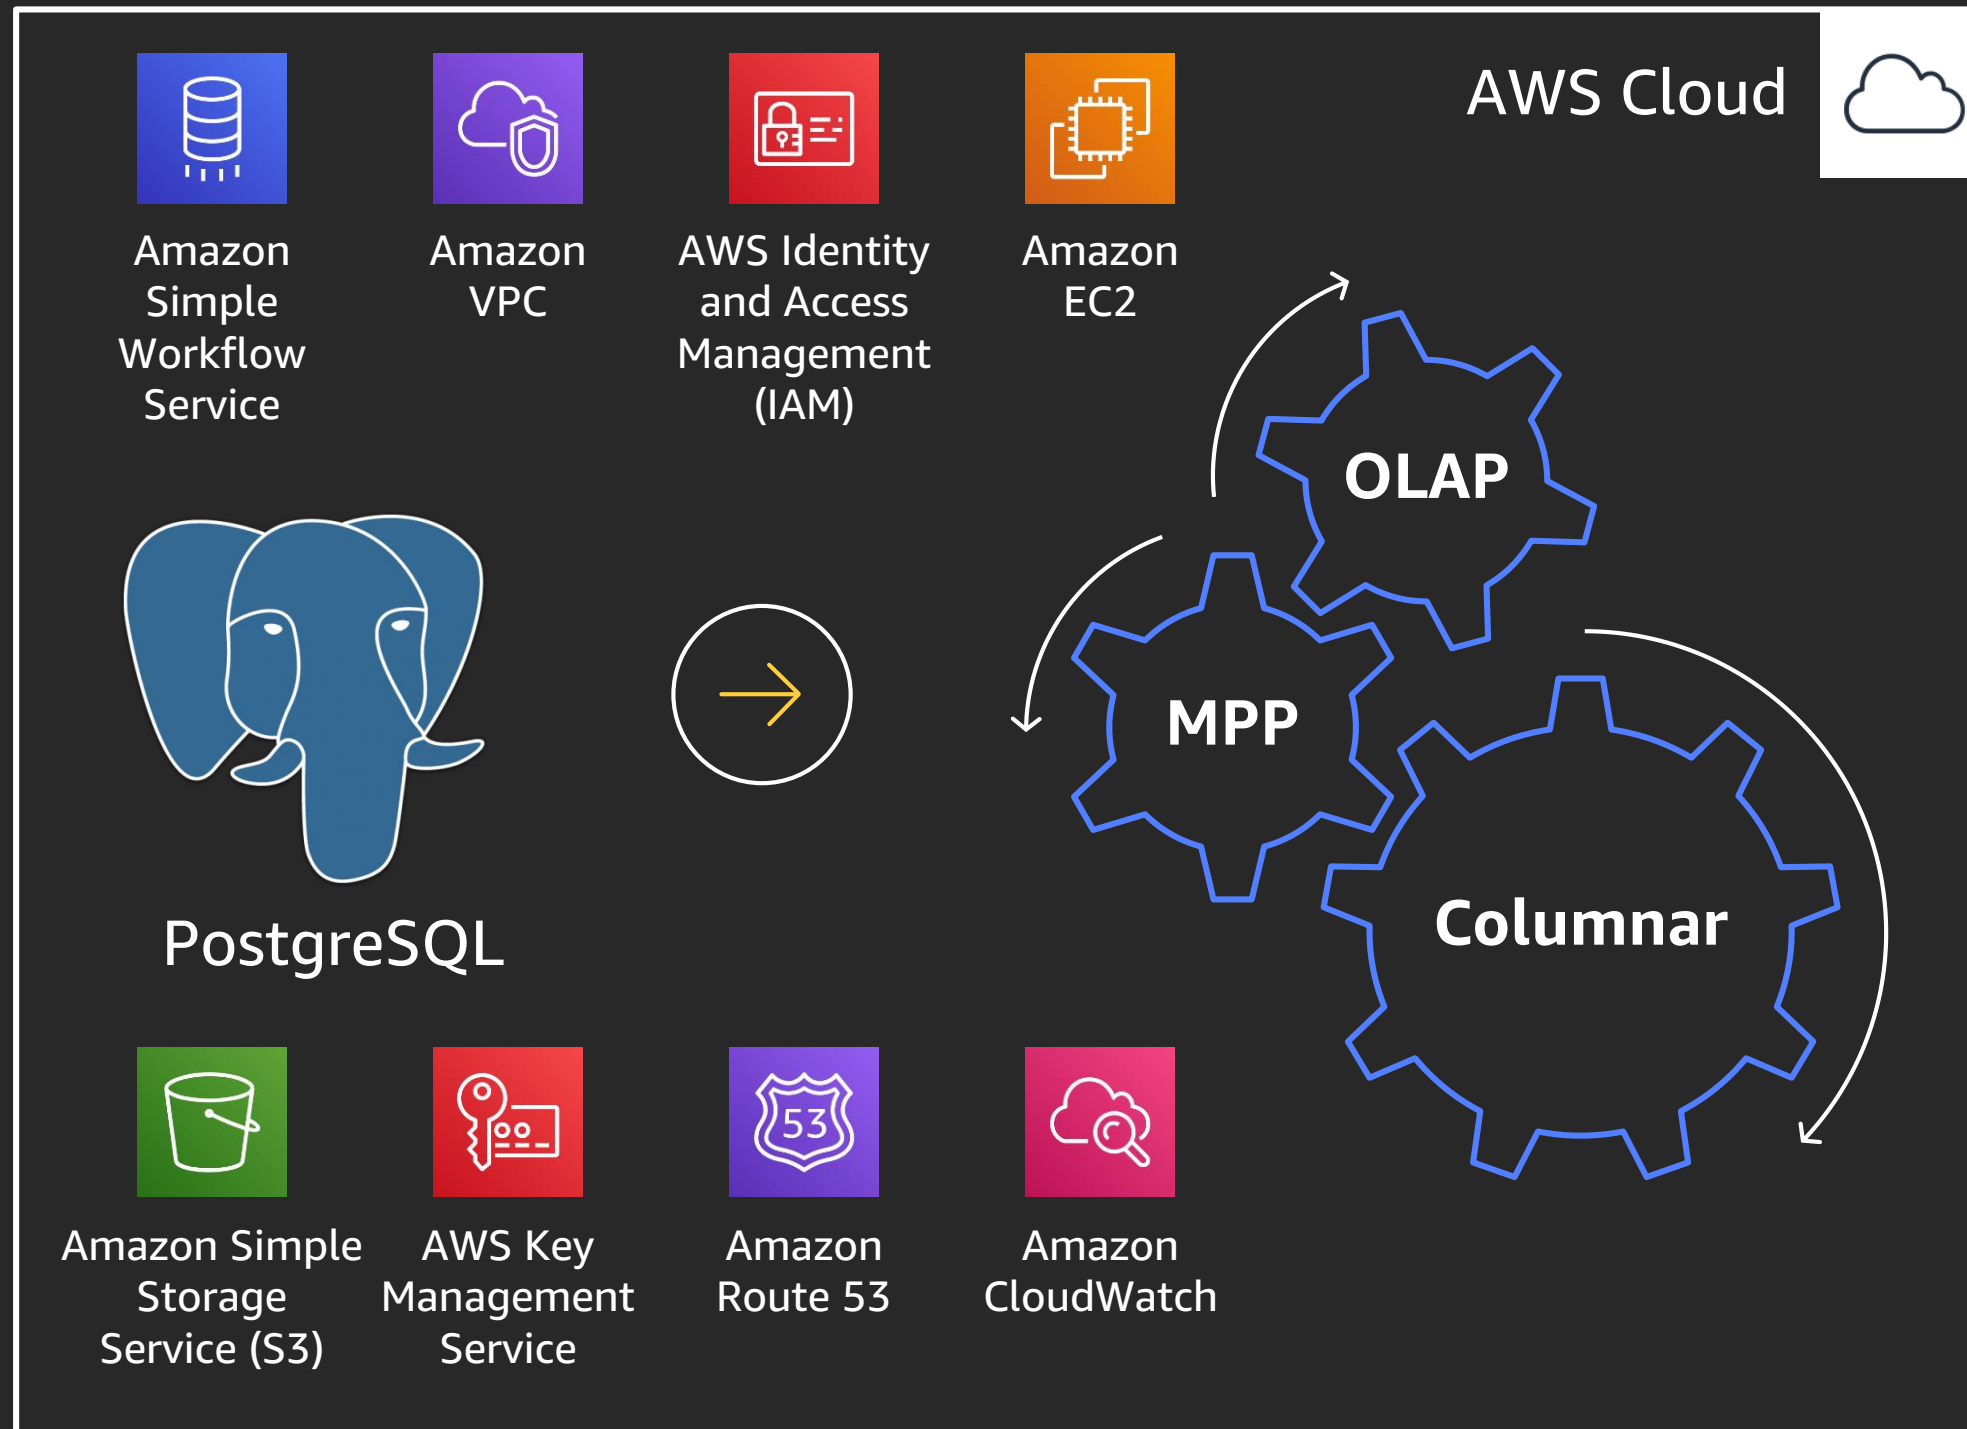 AWS Cloud
Amazon
Simple
Workflow
Service
Amazon
VPC
AWS Identity
and Access
Management
(IAM)
Amazon
EC2
OLAP
MPP
Columnar
PostgreSQL
53
Amazon Simple
Storage
Service (S3)
AWS Key
Management
Service
Amazon
Route 53
Amazon
CloudWatch